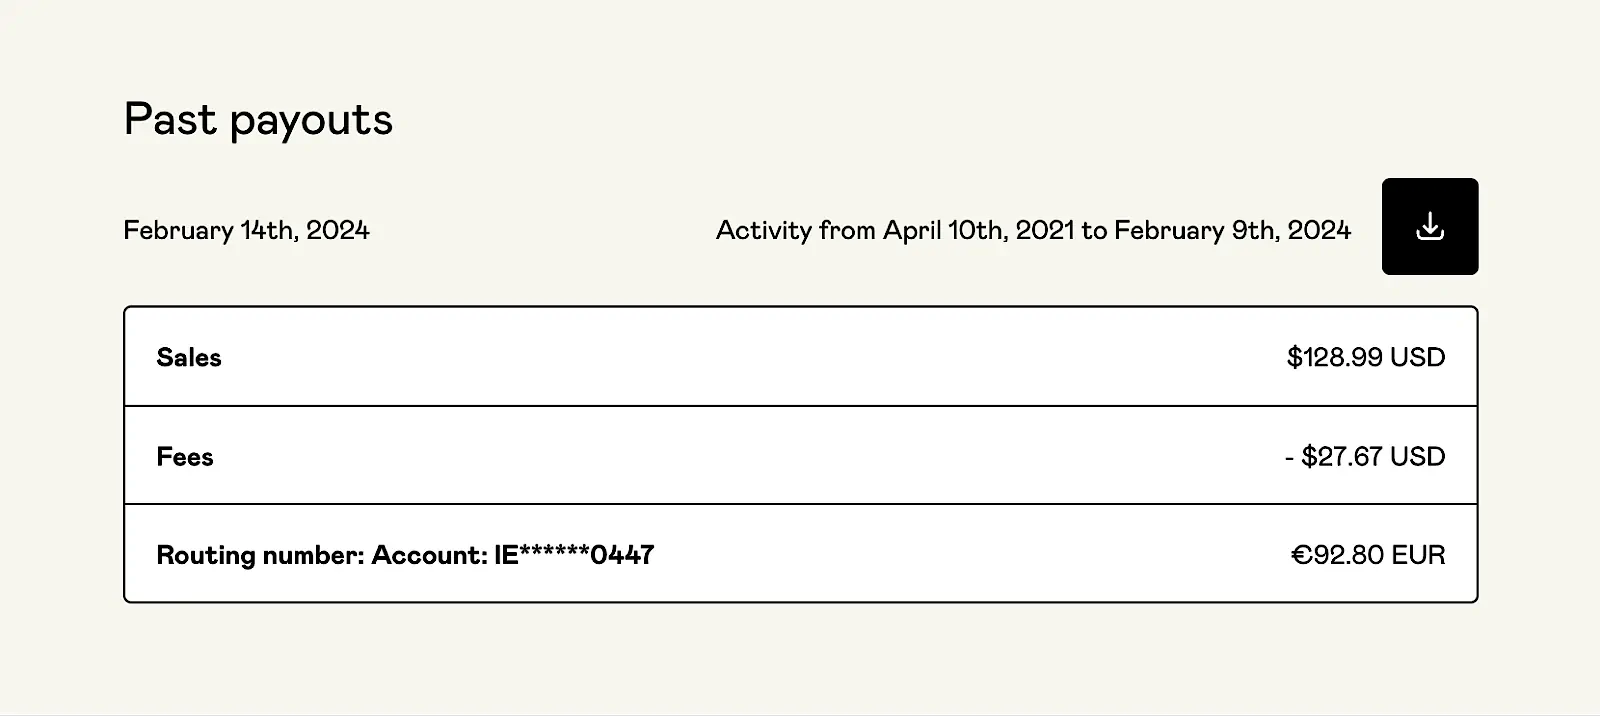 Past payouts
February 14th, 2024 Activity from April 10th, 2021 to February 9th, 2024
Sales $128.99 USD
Fees - $27.67 USD
Routing number: Account: IE******0447 €92.80 EUR